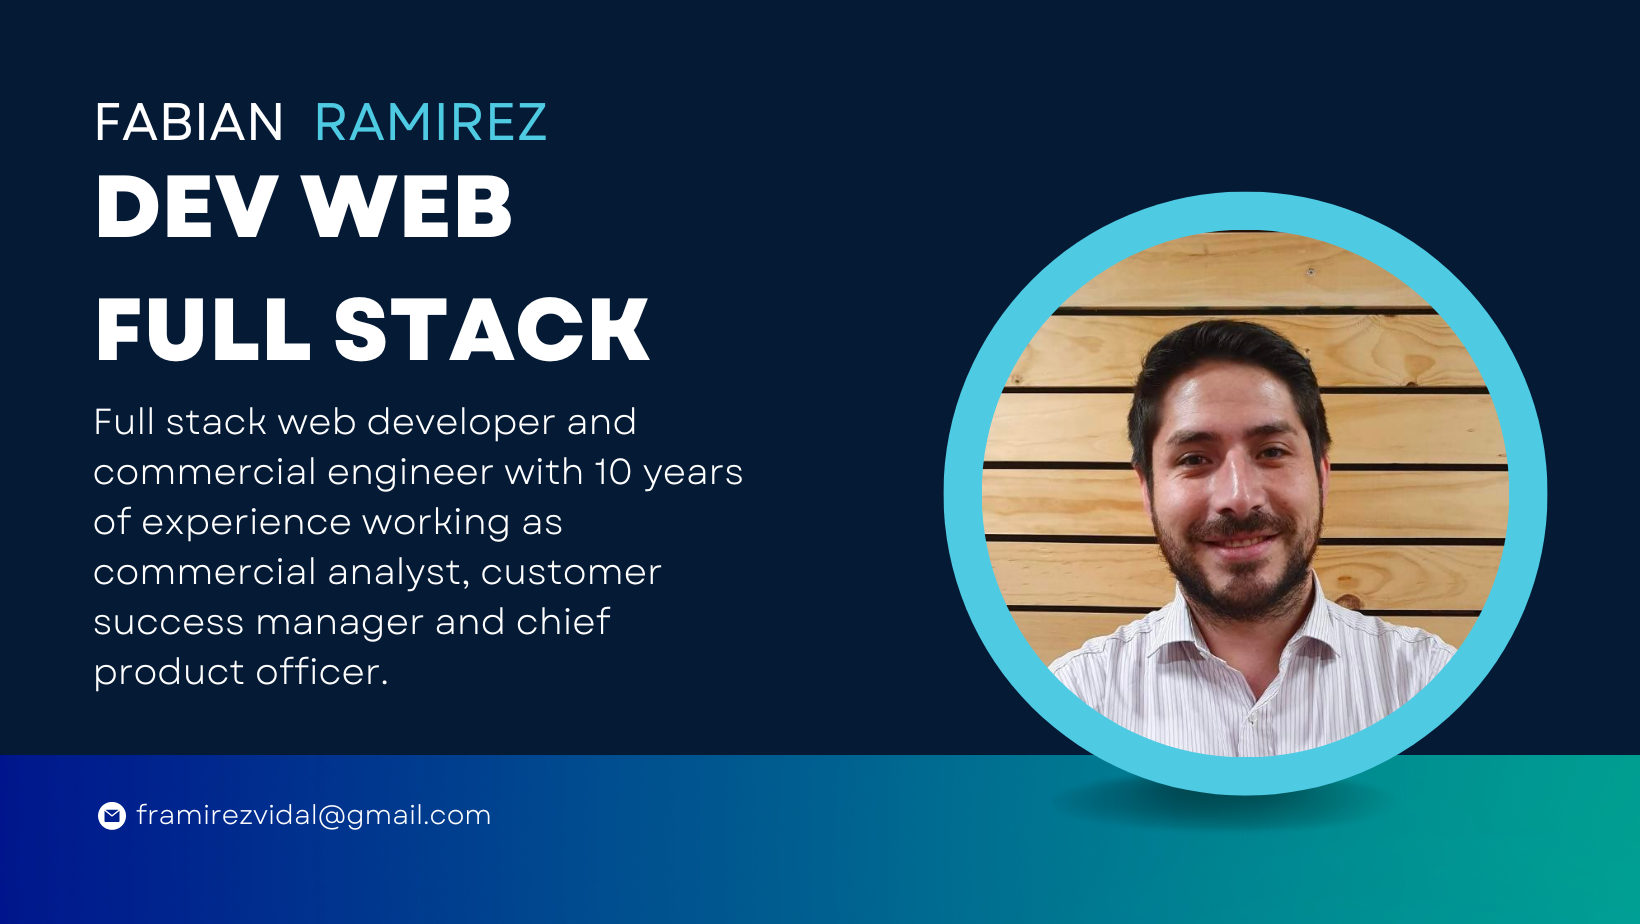 FABIAN RAMIREZ
DEV WEB
FULL STACK
Full stack web developer and
commercial engineer with 10 years
of experience working as
commercial analyst, customer
success manager and chief
product officer.
framirezvidal@gmail.com